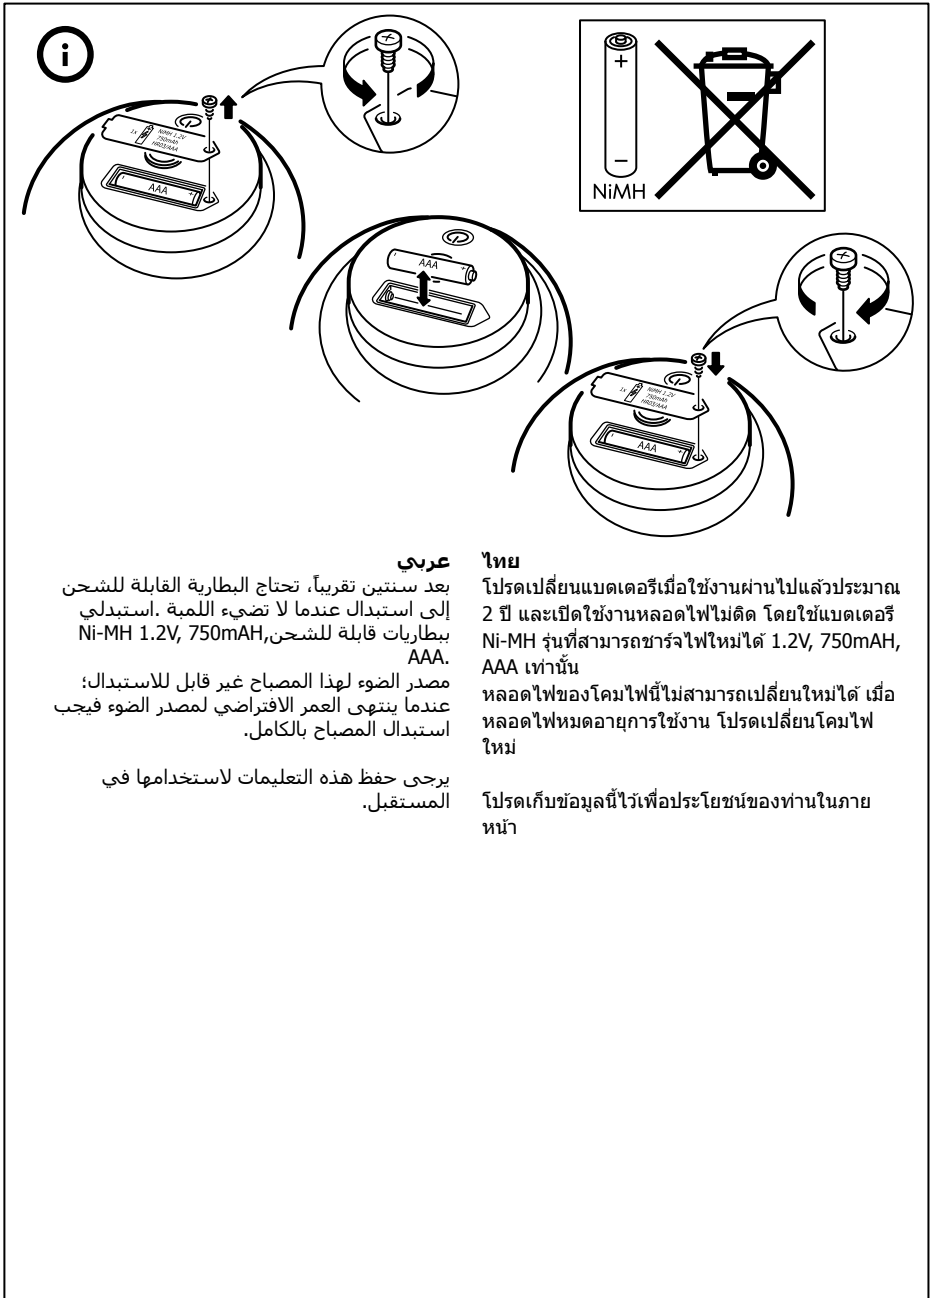 i
1x NiMH 1.2V
750mAh
HR03/AAA
- AAA +
+
-
NiMH
- AAA +
1x NiMH 1.2V
750mAh
HR03/AAA
- AAA +
عربي
بعد سنتين تقريباً، تحتاج البطارية القابلة للشحن
إلى استبدال عندما لا تضيء اللمبة .استبدلي
ببطاريات قابلة للشحن,Ni-MH 1.2V, 750mAH
AAA.
مصدر الضوء لهذا المصباح غير قابل للاستبدال؛
عندما ينتهى العمر الافتراضي لمصدر الضوء فيجب
استبدال المصباح بالكامل.
يرجى حفظ هذه التعليمات لاستخدامها في
المستقبل.
ไทย
โปรดเปลี่ยนแบตเตอรีเมื่อใช้งานผ่านไปแล้วประมาณ
2 ปี และเปิดใช้งานหลอดไฟไม่ติด โดยใช้แบตเตอรี
Ni-MH รุ่นที่สามารถชาร์จไฟใหม่ได้ 1.2V, 750mAH,
AAA เท่านั้น
หลอดไฟของโคมไฟนี้ไม่สามารถเปลี่ยนใหม่ได้ เมื่อ
หลอดไฟหมดอายุการใช้งาน โปรดเปลี่ยนโคมไฟ
ใหม่
โปรดเก็บข้อมูลนี้ไว้เพื่อประโยชน์ของท่านในภาย
หน้า